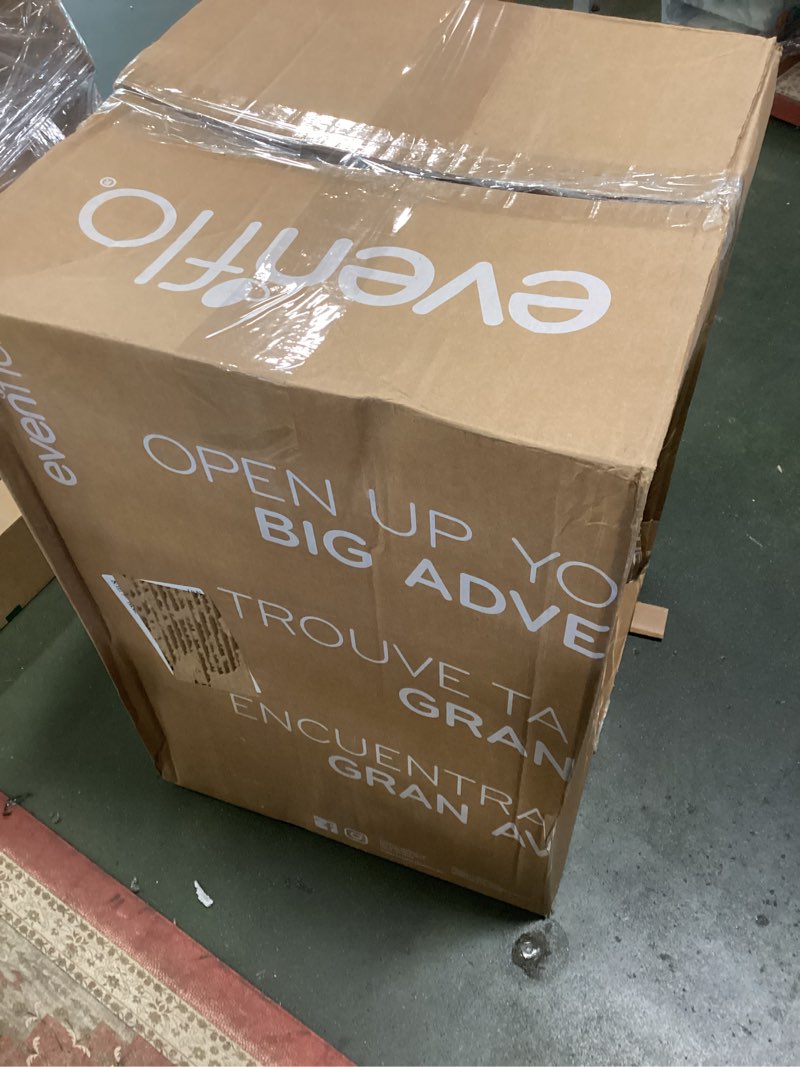 evenflo®
evenflo
OPEN UP YO
BIG ADVE
TROUVE TA
GRAN
ENCUENTRA
GRAN AV